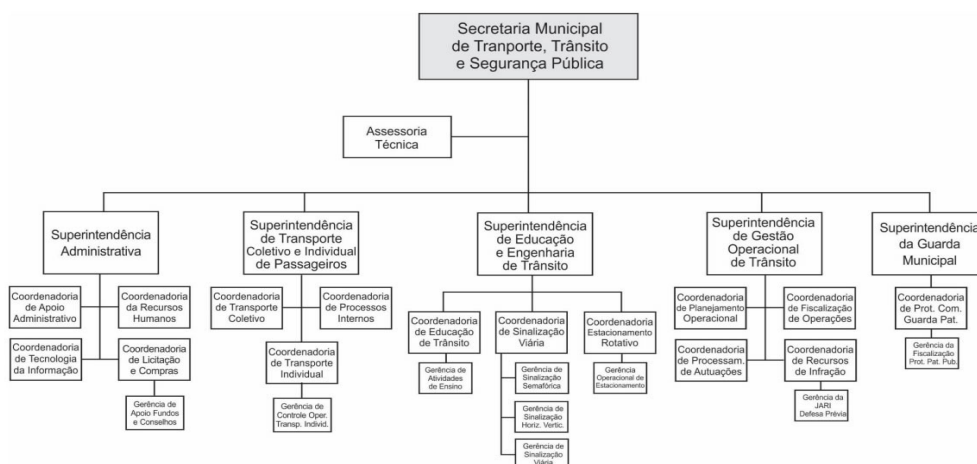 Secretaria Municipal
de Tranporte, Trânsito
e Segurança Pública
Assessoria
Técnica
Superintendência
Administrativa
Superintendência
de Transporte
Coletivo e Individual
de Passageiros
Superintendência
de Educação
e Engenharia
de Trânsito
Superintendência
de Gestão
Operacional
de Trânsito
Superintendência
da Guarda
Municipal
Coordenadoria
de Apoio
Administrativo
Coordenadoria
da Recursos
Humanos
Coordenadoria
de Tecnologia
da Informação
Coordenadoria
de Licitação
e Compras
Gerência de
Apoio Fundos
e Conselhos
Coordenadoria
de Transporte
Coletivo
Coordenadoria
de Processos
Internos
Coordenadoria
de Transporte
Individual
Gerência de
Controle Oper.
Transp. Individ.
Coordenadoria
de Educação
de Trânsito
Gerência de
Atividades
de Ensino
Coordenadoria
de Sinalização
Viária
Gerência de
Sinalização
Semafórica
Gerência de
Sinalização
Horiz. Vertic.
Gerência de
Sinalização
Viária
Coordenadoria
Estacionamento
Rotativo
Gerência
Operacional de
Estacionamento
Coordenadoria
de Planejamento
Operacional
Coordenadoria
de Fiscalização
de Operações
Coordenadoria
de Processam.
de Autuações
Coordenadoria
de Recursos
de Infração
Gerência da
JARI
Defesa Prévia
Coordenadoria
de Prot. Com.
Guarda Pat.
Gerência da
Fiscalização
Prot. Pat. Pub.